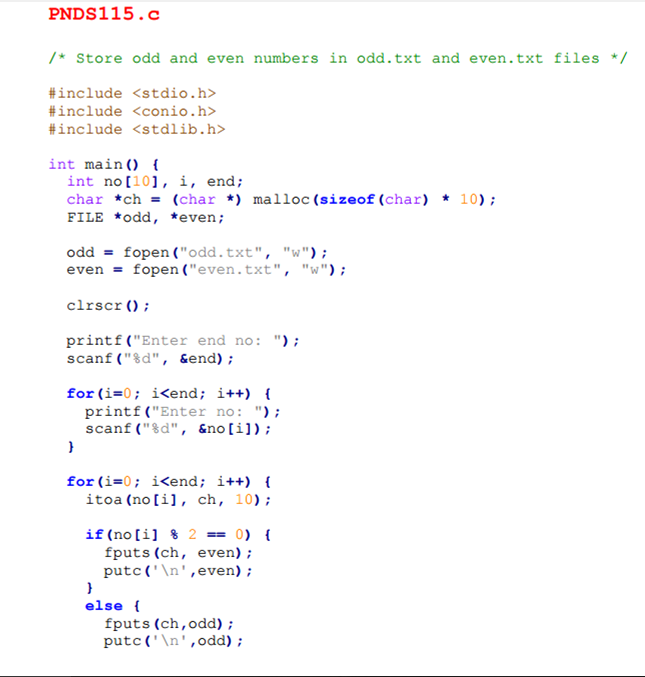 PNDS115.c
/* Store odd and even numbers in odd.txt and even.txt files */
#include <stdio.h>
#include <conio.h>
#include <stdlib.h>
int main() {
int no[10], i, end;
char *ch = (char *) malloc(sizeof(char) * 10);
FILE *odd, *even;
odd = fopen("odd.txt", "w");
even = fopen("even.txt", "w");
clrscr();
printf("Enter end no: ");
scanf("%d", &end);
for(i=0; i<end; i++) {
printf("Enter no: ");
scanf("%d", &no[i]);
}
for(i=0; i<end; i++) {
itoa(no[i], ch, 10);
if(no[i] % 2 == 0) {
fputs(ch, even);
putc('\n',even);
}
else {
fputs(ch,odd);
putc('\n',odd);